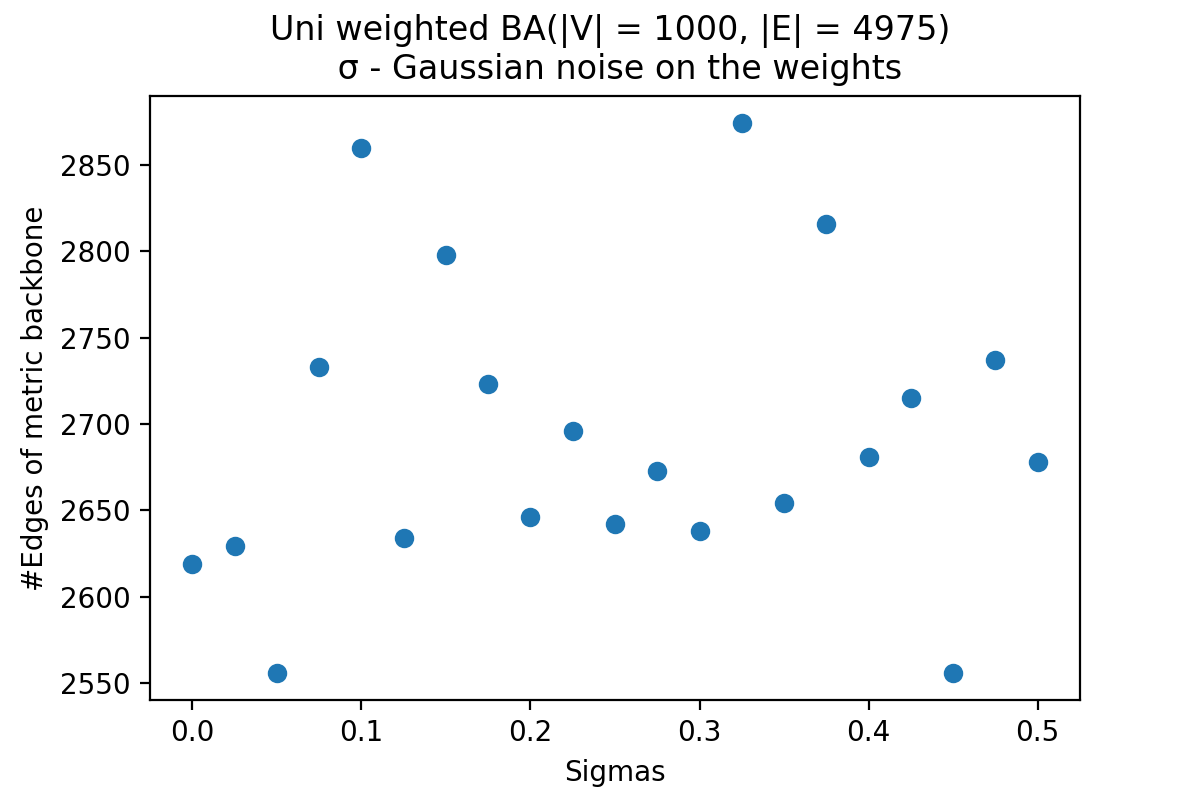 Uni weighted BA(|V| = 1000, |E| = 4975)
σ - Gaussian noise on the weights
#Edges of metric backbone
2850
2800
2750
2700
2650
2600
2550
0.0 0.1 0.2 0.3 0.4 0.5
Sigmas